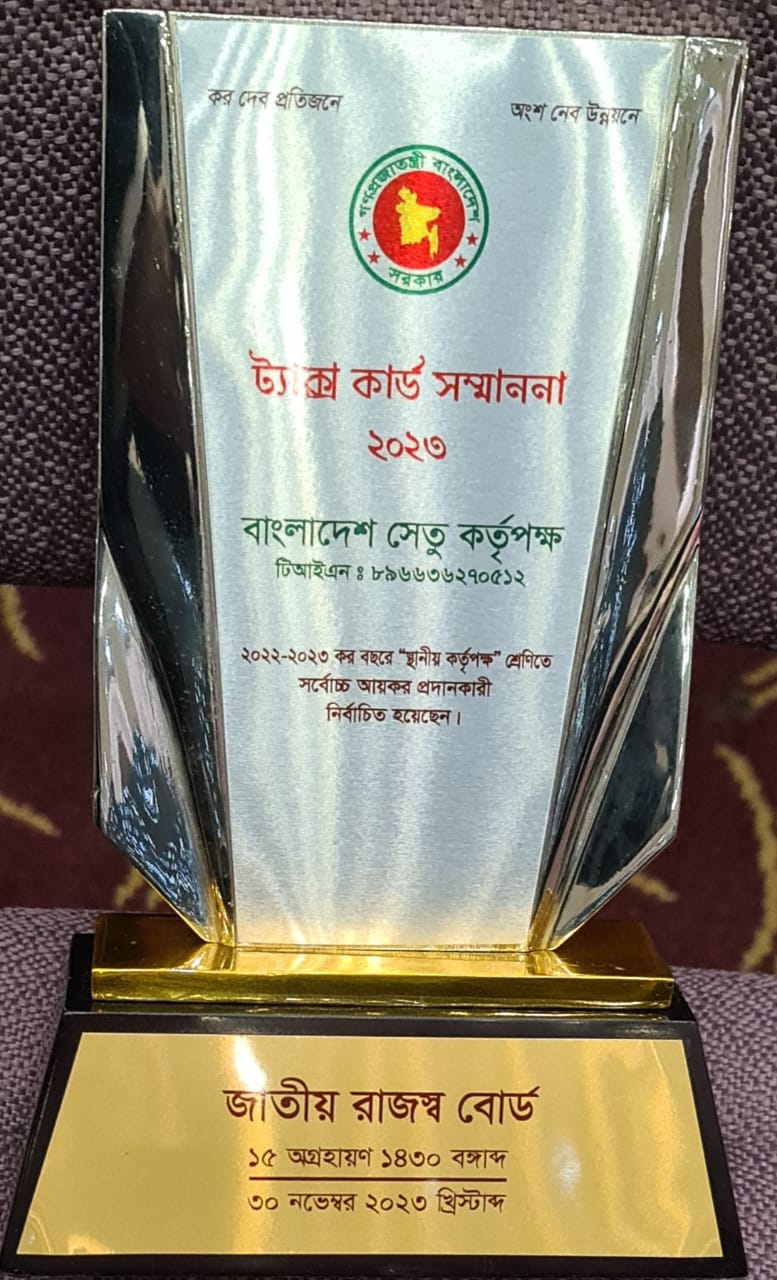 কর দেব প্রতিজনে
অংশ নেব উন্নয়নে
গণপ্রজাতন্ত্রী বাংলাদেশ
সরকার
ট্যাক্স কার্ড সম্মাননা
২০২৩
বাংলাদেশ সেতু কর্তৃপক্ষ
টিআইএন : ৮৯৬৬৩৬২৭০৫১২
২০২২-২০২৩ কর বছরে “স্থানীয় কর্তৃপক্ষ” শ্রেণিতে
সর্বোচ্চ আয়কর প্রদানকারী
নির্বাচিত হয়েছেন।
জাতীয় রাজস্ব বোর্ড
১৫ অগ্রহায়ণ ১৪৩০ বঙ্গাব্দ
৩০ নভেম্বর ২০২৩ খ্রিস্টাব্দ